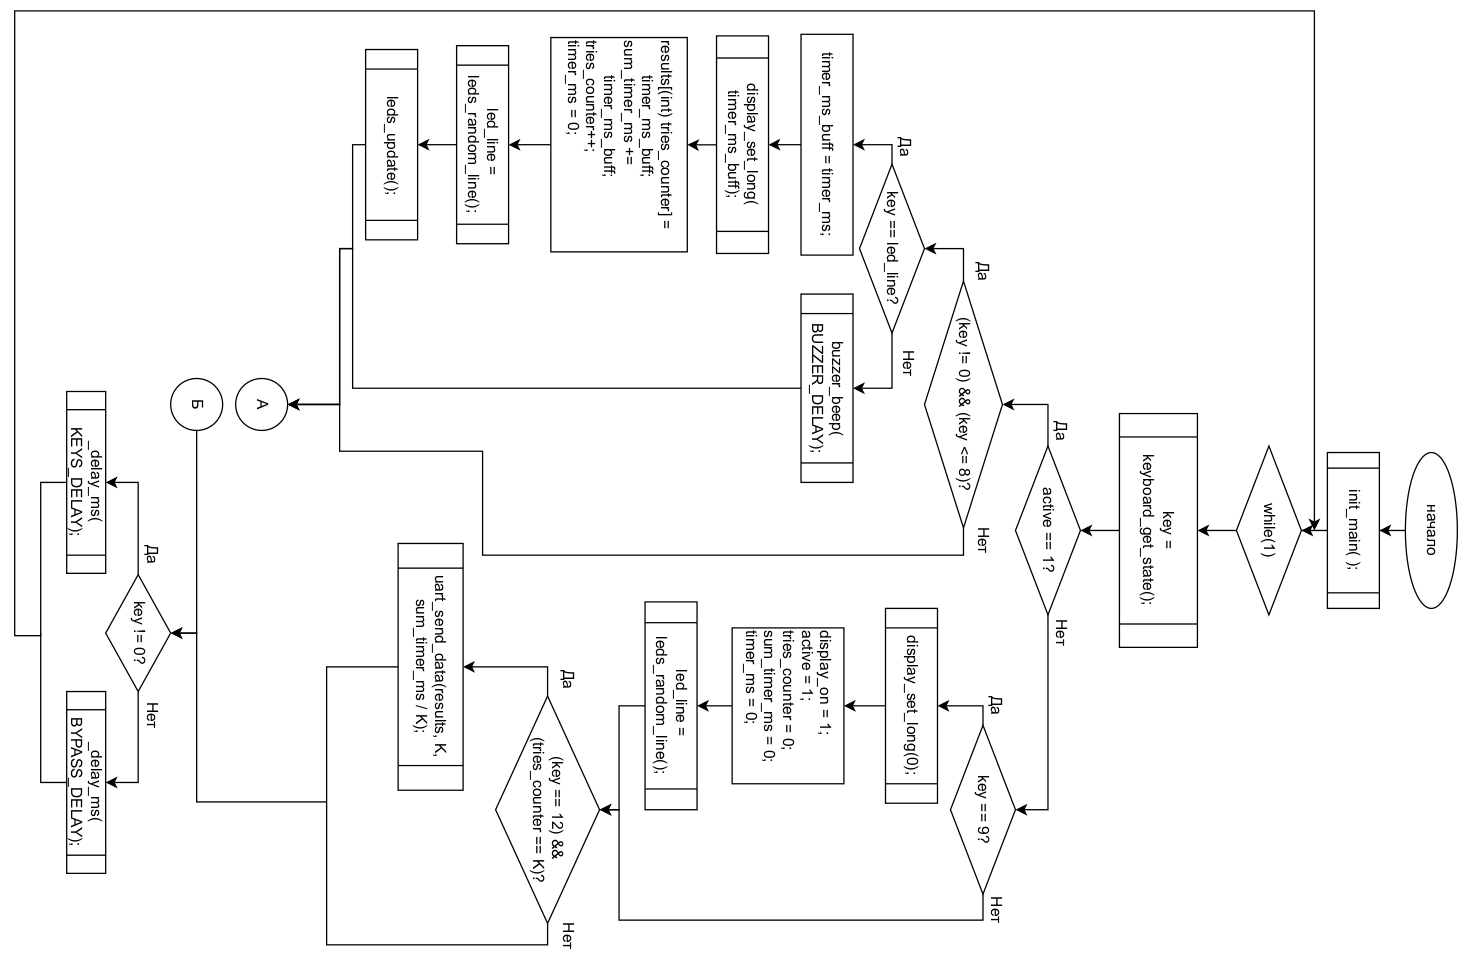 начало
init_main( );
while(1)
key =
keyboard_get_state();
active == 1?
Да
Нет
(key != 0) && (key <= 8)?
Да
Нет
key == led_line?
Да
Нет
timer_ms_buff = timer_ms;
display_set_long(
timer_ms_buff);
results[(int) tries_counter] =
timer_ms_buff;
sum_timer_ms +=
timer_ms_buff;
tries_counter++;
timer_ms = 0;
led_line =
leds_random_line();
leds_update();
buzzer_beep(
BUZZER_DELAY);
А
key == 9?
Да
Нет
display_set_long(0);
display_on = 1;
active = 1;
tries_counter = 0;
sum_timer_ms = 0;
timer_ms = 0;
led_line =
leds_random_line();
(key == 12) &&
(tries_counter == K)?
Да
Нет
uart_send_data(results, K,
sum_timer_ms / K);
Б
key != 0?
Да
Нет
_delay_ms(
KEYS_DELAY);
_delay_ms(
BYPASS_DELAY);